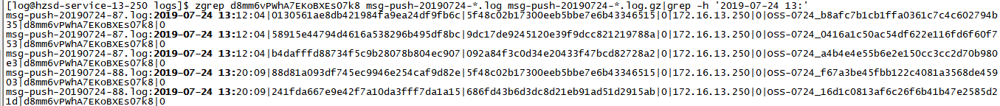 [log@hzsd-service-13-250 logs]$ zgrep d8mm6vPWhA7EKoBXEs07k8 msg-push-20190724-*.log msg-push-20190724-*.log.gz|grep -h '2019-07-24 13:'
msg-push-20190724-87.log:2019-07-24 13:12:04|0130561ae8db421984fa9ea24df9fb6c|5f48c02b17300eeb5bbe7e6b43346515|0|172.16.13.250|0|OSS-0724_b8afc7b1cb1ffa0361c7c4c602794b
35|d8mm6vPWhA7EKoBXEs07k8|0
msg-push-20190724-87.log:2019-07-24 13:12:04|58915e44794d4616a538296b495df8bc|9dc17de9245120e39f9dcc821219788a|0|172.16.13.250|0|OSS-0724_0416a1c50ac54df622e116fd6f60f7
53|d8mm6vPWhA7EKoBXEs07k8|0
msg-push-20190724-87.log:2019-07-24 13:12:04|b4dafffd88734f5c9b28078b804ec907|092a84f3c0d34e20433f47bcd82728a2|0|172.16.13.250|0|OSS-0724_a4b4e4e55b6e2e150cc3cc2d70b980
e3|d8mm6vPWhA7EKoBXEs07k8|0
msg-push-20190724-88.log:2019-07-24 13:20:09|88d81a093df745ec9946e254caf9d82e|5f48c02b17300eeb5bbe7e6b43346515|0|172.16.13.250|0|OSS-0724_f67a3be45fbb122c4081a3568de459
03|d8mm6vPWhA7EKoBXEs07k8|0
msg-push-20190724-88.log:2019-07-24 13:20:09|241fda667e9e42f7a10da3fff7da1a15|686fd43b6d3dc8d21eb91ad51d2915ab|0|172.16.13.250|0|OSS-0724_16d1c0813af6c26f6b41b47e2585d2
1d|d8mm6vPWhA7EKoBXEs07k8|0